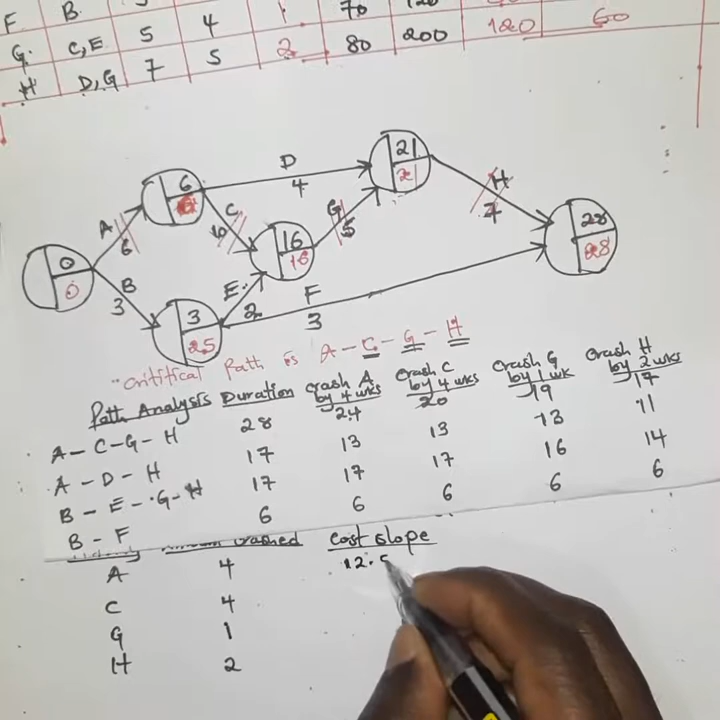 F. B. 4 1 70
G. C,E 5 4 2 80 200 120 60
H D,G 7 5
D
4
21
21
H
7
A
6
6
C
10
G
5
16
16
28
28
0
0
B
3
E.
2
F
3
3
25
"Critifical Path is A - C - G - H
Path Analysis Duration Crash A by 4 wks Crash C by 4 wks Crash G by 1 wk Crash H by 2 wks
A - C - G - H 28 24 20 19 17
A - D - H 17 13 13 13 11
B - E - G - H 17 17 17 16 14
B - F 6 6 6 6 6
crashed Cost slope
A 4 12.5
C 4
G 1
H 2